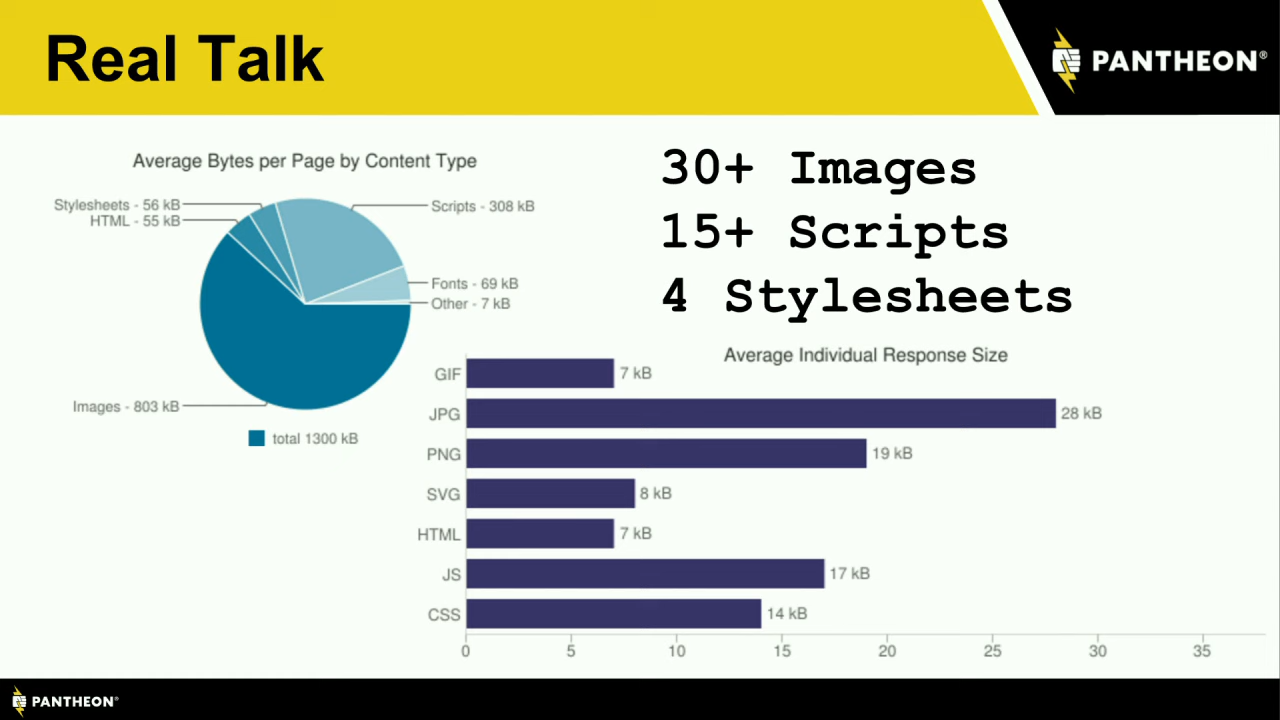 Real Talk
PANTHEON®
Average Bytes per Page by Content Type
Stylesheets - 56 kB
HTML - 55 kB
Scripts - 308 kB
Fonts - 69 kB
Other - 7 kB
Images - 803 kB
total 1300 kB
30+ Images
15+ Scripts
4 Stylesheets
Average Individual Response Size
GIF 7 kB
JPG 28 kB
PNG 19 kB
SVG 8 kB
HTML 7 kB
JS 17 kB
CSS 14 kB
0 5 10 15 20 25 30 35
PANTHEON®